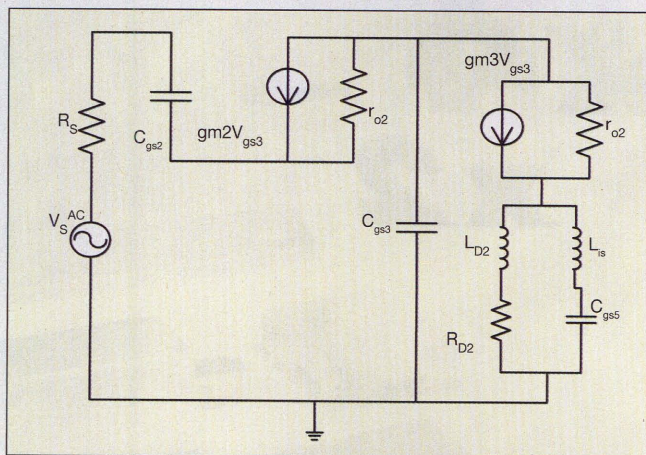 gm3V_gs3
R_S
C_gs2
gm2V_gs3
r_o2
r_o2
V_S^AC
C_gs3
L_D2
L_is
C_gs5
R_D2